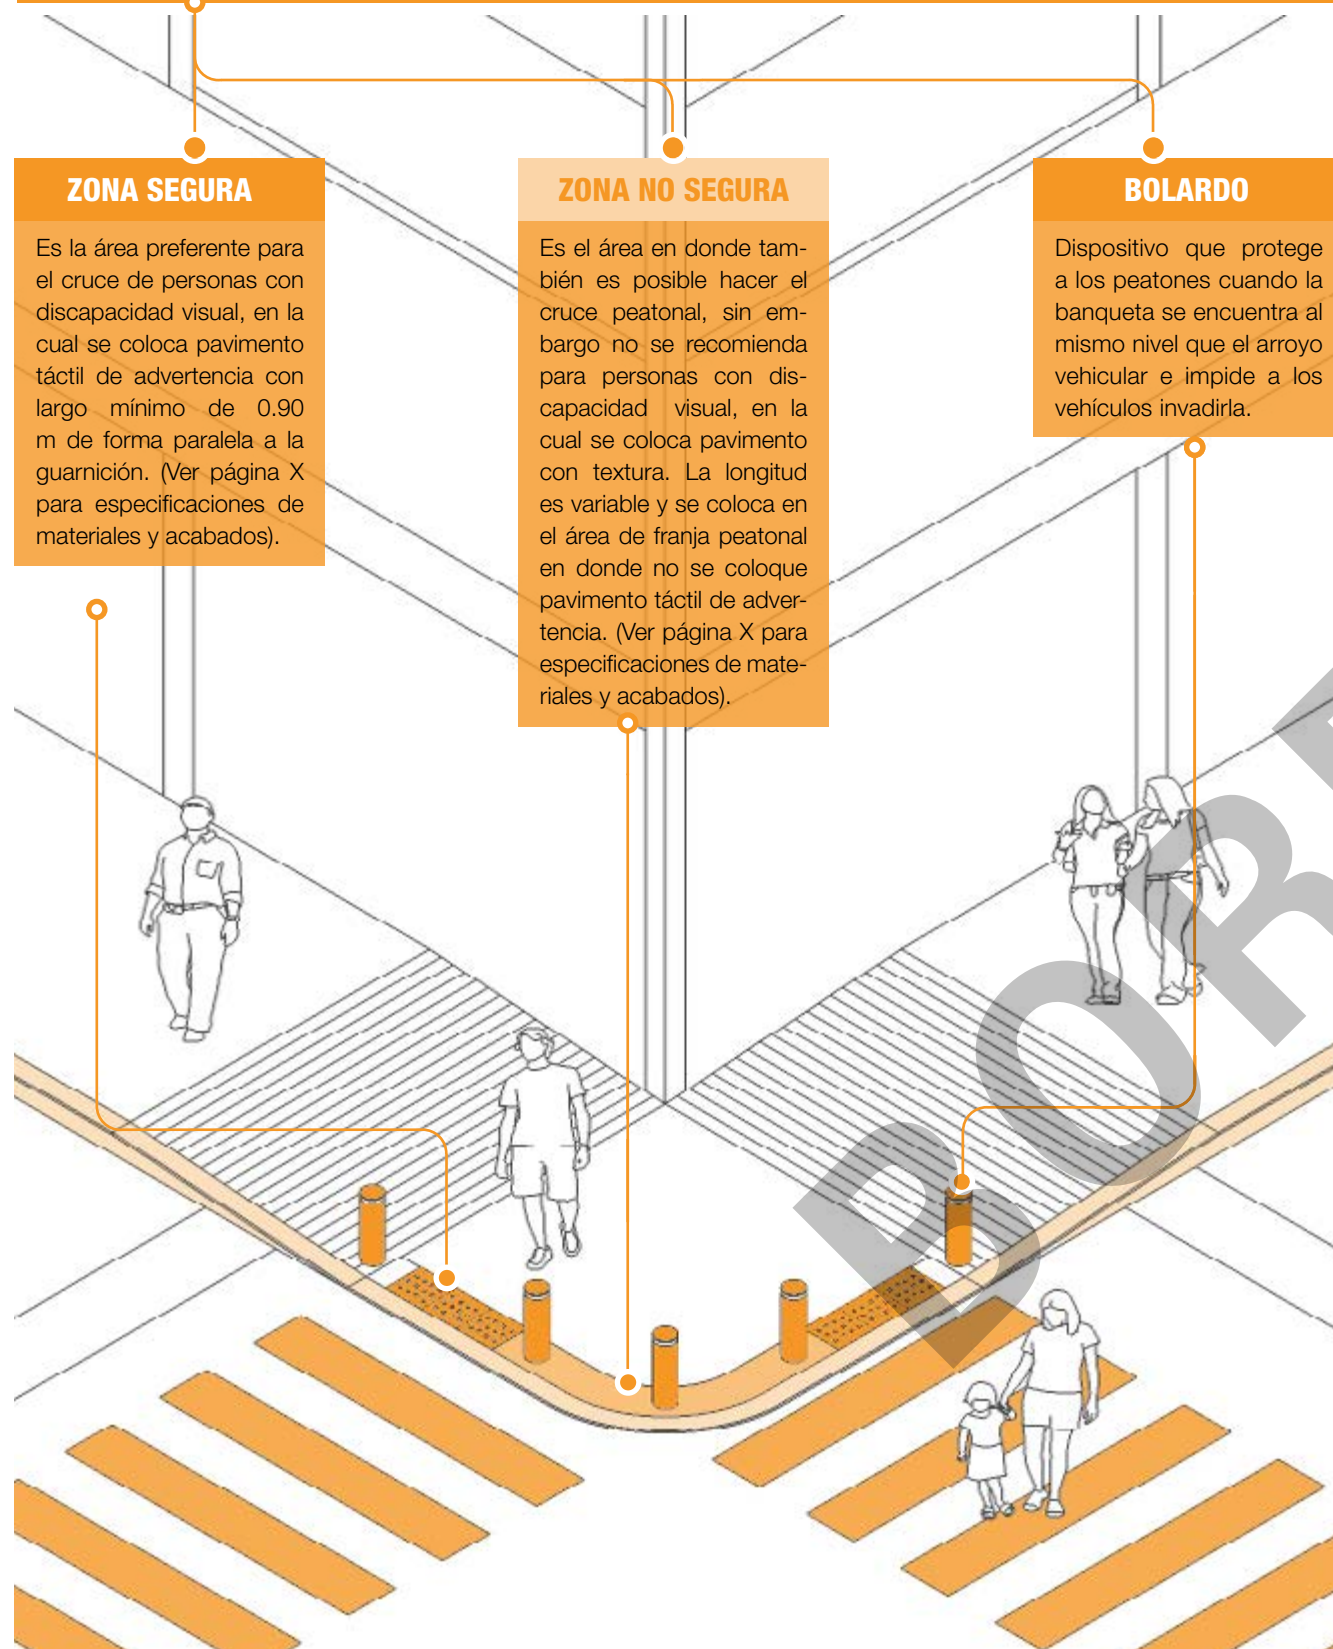 ZONA SEGURA
Es la área preferente para
el cruce de personas con
discapacidad visual, en la
cual se coloca pavimento
táctil de advertencia con
largo mínimo de 0.90
m de forma paralela a la
guarnición. (Ver página X
para especificaciones de
materiales y acabados).
ZONA NO SEGURA
Es el área en donde tam-
bién es posible hacer el
cruce peatonal, sin em-
bargo no se recomienda
para personas con dis-
capacidad visual, en la
cual se coloca pavimento
con textura. La longitud
es variable y se coloca en
el área de franja peatonal
en donde no se coloque
pavimento táctil de adver-
tencia. (Ver página X para
especificaciones de mate-
riales y acabados).
BOLARDO
Dispositivo que protege
a los peatones cuando la
banqueta se encuentra al
mismo nivel que el arroyo
vehicular e impide a los
vehículos invadirla.